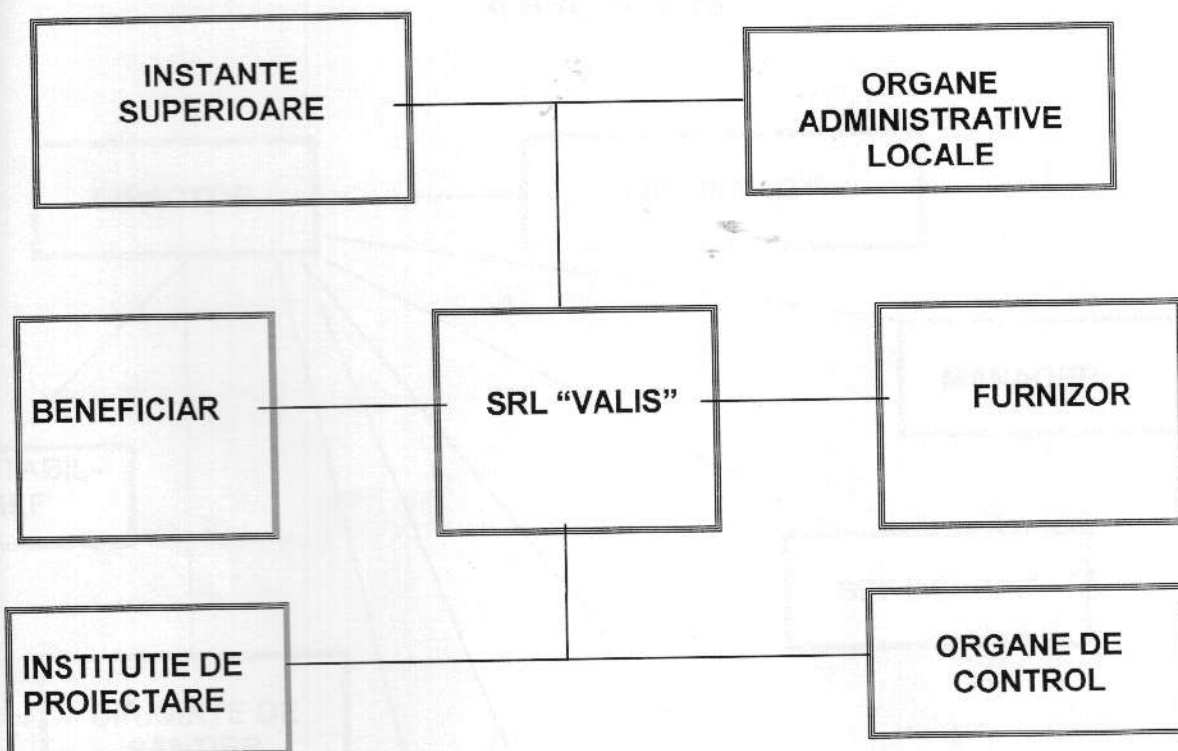 INSTANTE
SUPERIOARE
ORGANE
ADMINISTRATIVE
LOCALE
BENEFICIAR
SRL “VALIS”
FURNIZOR
INSTITUTIE DE
PROIECTARE
ORGANE DE
CONTROL